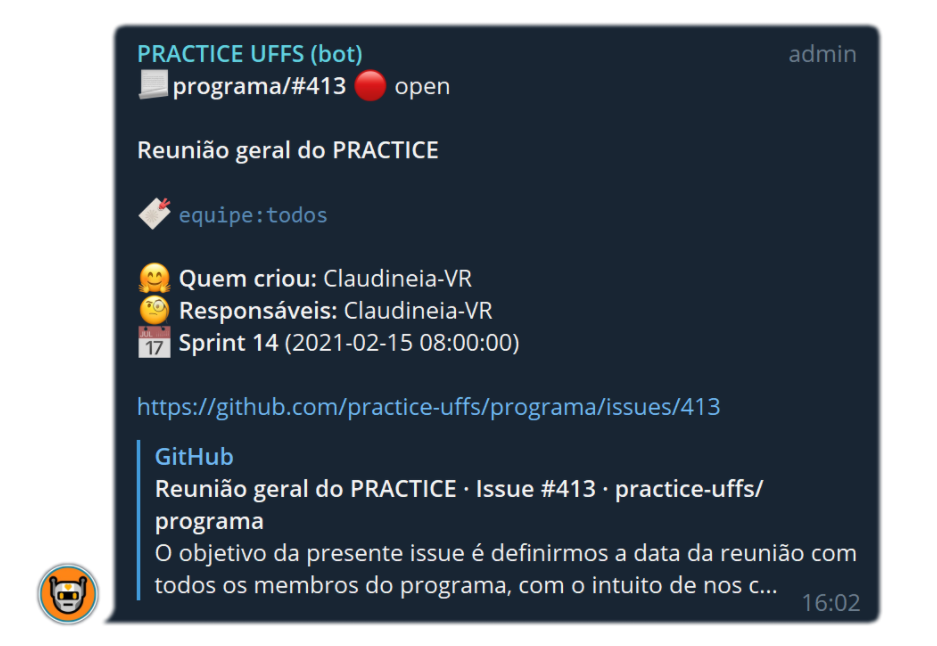 PRACTICE UFFS (bot) admin
programa/#413 🔴 open
Reunião geral do PRACTICE
equipe:todos
🤗 Quem criou: Claudineia-VR
🧐 Responsáveis: Claudineia-VR
JUL 17 Sprint 14 (2021-02-15 08:00:00)
https://github.com/practice-uffs/programa/issues/413
GitHub
Reunião geral do PRACTICE · Issue #413 · practice-uffs/
programa
O objetivo da presente issue é definirmos a data da reunião com
todos os membros do programa, com o intuito de nos c...
16:02